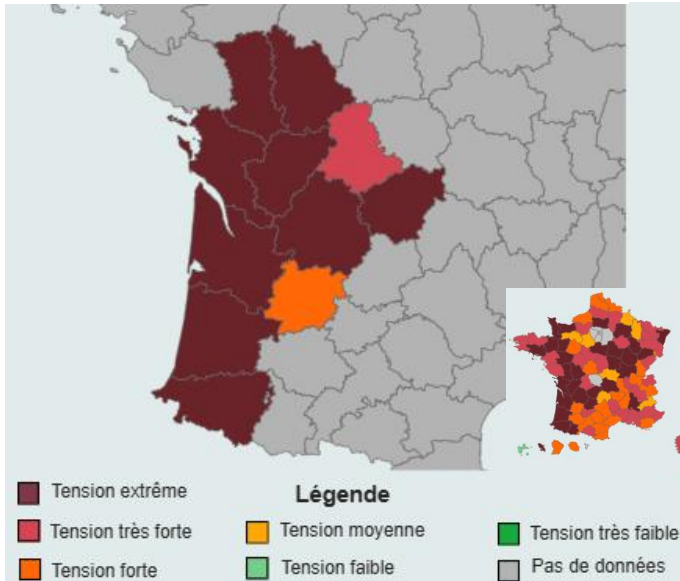 Légende
Tension extrême
Tension très forte
Tension forte
Tension moyenne
Tension faible
Tension très faible
Pas de données